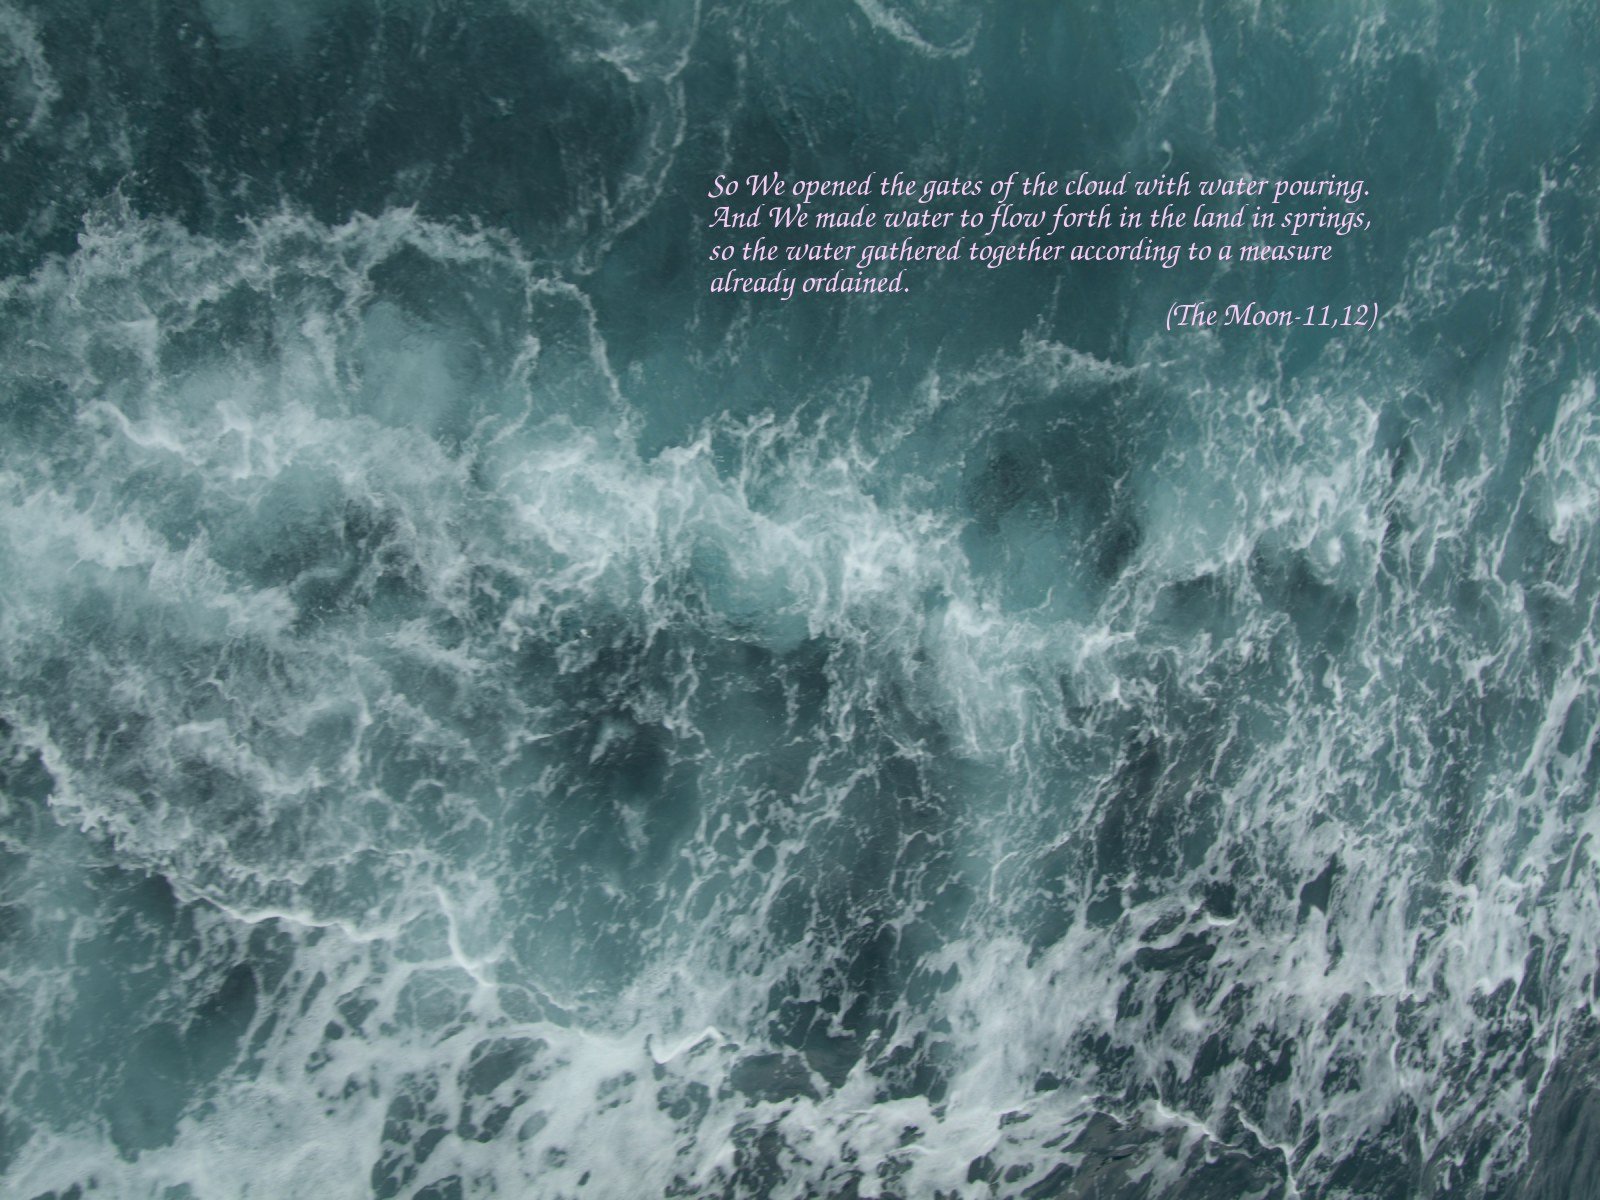 So We opened the gates of the cloud with water pouring.
And We made water to flow forth in the land in springs,
so the water gathered together according to a measure
already ordained.
(The Moon-11,12)